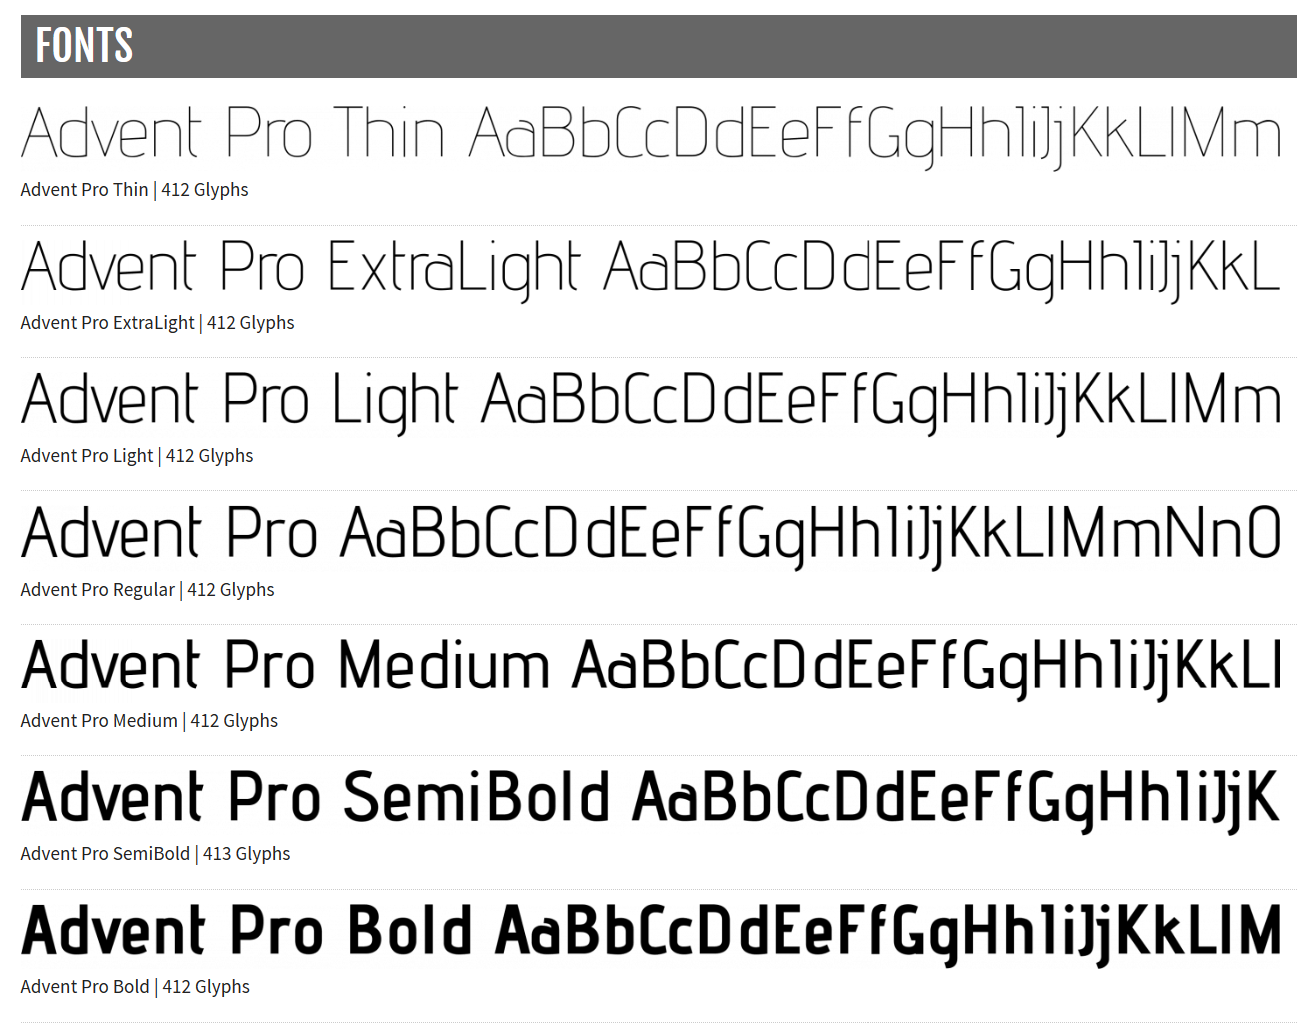 FONTS
Advent Pro Thin AaBbCcDdEeFfGgHhIiJjKkLlMm
Advent Pro Thin | 412 Glyphs
Advent Pro ExtraLight AaBbCcDdEeFfGgHhIiJjKkL
Advent Pro ExtraLight | 412 Glyphs
Advent Pro Light AaBbCcDdEeFfGgHhIiJjKkLlMm
Advent Pro Light | 412 Glyphs
Advent Pro AaBbCcDdEeFfGgHhIiJjKkLlMmNnO
Advent Pro Regular | 412 Glyphs
Advent Pro Medium AaBbCcDdEeFfGgHhIiJjKkLl
Advent Pro Medium | 412 Glyphs
Advent Pro SemiBold AaBbCcDdEeFfGgHhIiJjK
Advent Pro SemiBold | 413 Glyphs
Advent Pro Bold AaBbCcDdEeFfGgHhIiJjKkLlM
Advent Pro Bold | 412 Glyphs